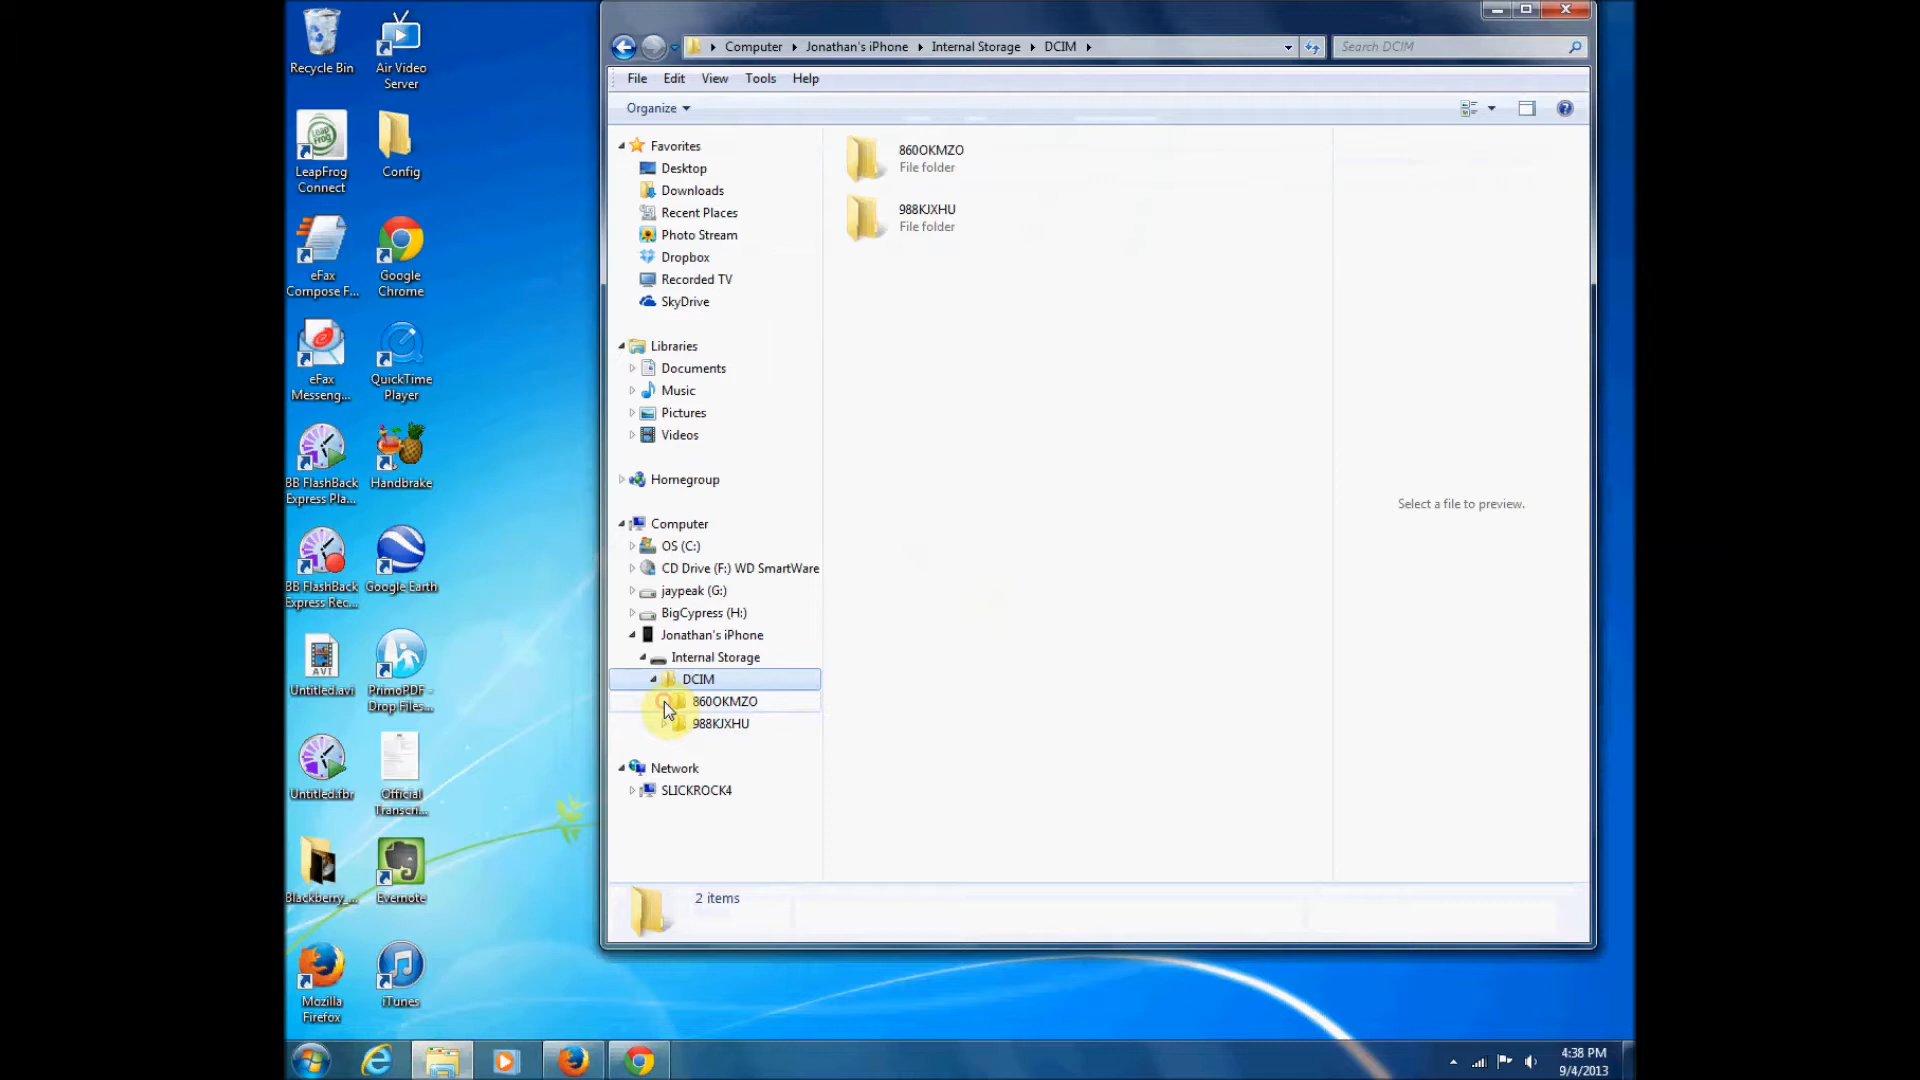 Recycle Bin
Air Video
Server
LeapFrog
Connect
Config
eFax
Compose F...
Google
Chrome
eFax
Messeng...
QuickTime
Player
BB FlashBack
Express Pla...
Handbrake
BB FlashBack
Express Rec...
Google Earth
Untitled.avi
PrimoPDF -
Drop Files...
Untitled.fbr
Official
Transcri...
Blackberry_...
Evernote
Mozilla
Firefox
iTunes
Computer
Jonathan's iPhone
Internal Storage
DCIM
Search DCIM
File Edit View Tools Help
Organize
Favorites
Desktop
Downloads
Recent Places
Photo Stream
Dropbox
Recorded TV
SkyDrive
Libraries
Documents
Music
Pictures
Videos
Homegroup
Computer
OS (C:)
CD Drive (F:) WD SmartWare
jaypeak (G:)
BigCypress (H:)
Jonathan's iPhone
Internal Storage
DCIM
860OKMZO
988KJXHU
Network
SLICKROCK4
860OKMZO
File folder
988KJXHU
File folder
Select a file to preview.
2 items
4:38 PM
9/4/2013